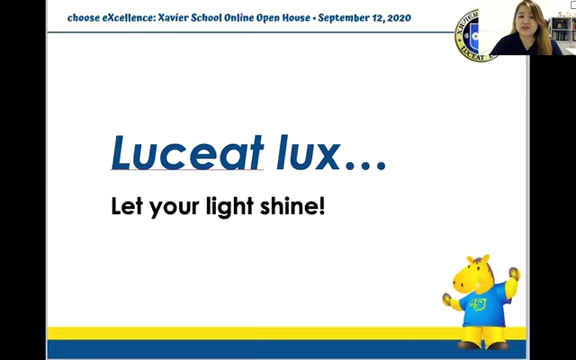 choose eXcellence: Xavier School Online Open House • September 12, 2020
Luceat lux...
Let your light shine!